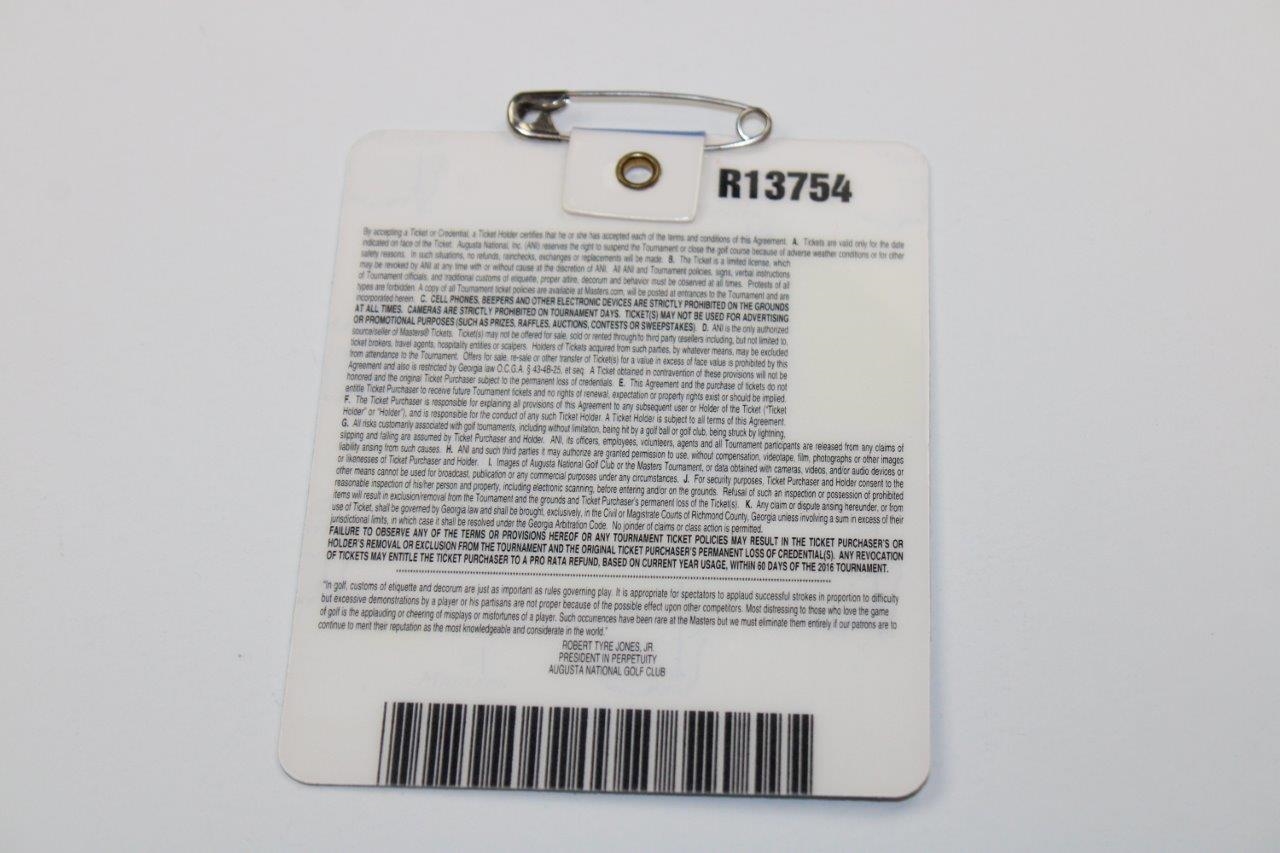 R13754
By accepting a Ticket or Credential, a Ticket Holder certifies that he or she has accepted each of the terms and conditions of this Agreement. A. Tickets are valid only for the date
indicated on face of the Ticket. Augusta National, Inc. (ANI) reserves the right to suspend the Tournament or close the golf course because of adverse weather conditions or for other
safety reasons. In such situations, no refunds, rainchecks, exchanges or replacements will be made. B. The Ticket is a limited license, which
may be revoked by ANI at any time with or without cause at the discretion of ANI. All ANI and Tournament policies, signs, verbal instructions
of Tournament officials, and traditional customs of etiquette, proper attire, decorum and behavior must be observed at all times. Protests of all
types are forbidden. A copy of all Tournament ticket policies are available at Masters.com, will be posted at entrances to the Tournament and are
incorporated herein. C. CELL PHONES, BEEPERS AND OTHER ELECTRONIC DEVICES ARE STRICTLY PROHIBITED ON THE GROUNDS
AT ALL TIMES. CAMERAS ARE STRICTLY PROHIBITED ON TOURNAMENT DAYS. TICKET(S) MAY NOT BE USED FOR ADVERTISING
OR PROMOTIONAL PURPOSES (SUCH AS PRIZES, RAFFLES, AUCTIONS, CONTESTS OR SWEEPSTAKES). D. ANI is the only authorized
source/seller of Masters® Tickets. Ticket(s) may not be offered for sale, sold or rented through/to third party resellers including, but not limited to,
ticket brokers, travel agents, hospitality entities or scalpers. Holders of Tickets acquired from such parties, by whatever means, may be excluded
from attendance to the Tournament. Offers for sale, re-sale or other transfer of Ticket(s) for a value in excess of face value is prohibited by this
Agreement and also is restricted by Georgia law O.C.G.A. § 43-4B-25, et seq. A Ticket obtained in contravention of these provisions will not be
honored and the original Ticket Purchaser subject to the permanent loss of credentials. E. This Agreement and the purchase of tickets do not
entitle Ticket Purchaser to receive future Tournament tickets and no rights of renewal, expectation or property rights exist or should be implied.
F. The Ticket Purchaser is responsible for explaining all provisions of this Agreement to any subsequent user or Holder of the Ticket ("Ticket
Holder" or "Holder"), and is responsible for the conduct of any such Ticket Holder. A Ticket Holder is subject to all terms of this Agreement.
G. All risks customarily associated with golf tournaments, including without limitation, being hit by a golf ball or golf club, being struck by lightning,
slipping and falling are assumed by Ticket Purchaser and Holder. ANI, its officers, employees, volunteers, agents and all Tournament participants are released from any claims of
liability arising from such causes. H. ANI and such third parties it may authorize are granted permission to use, without compensation, videotape, film, photographs or other images
or likenesses of Ticket Purchaser and Holder. I. Images of Augusta National Golf Club or the Masters Tournament, or data obtained with cameras, videos, and/or audio devices or
other means cannot be used for broadcast, publication or any commercial purposes under any circumstances. J. For security purposes, Ticket Purchaser and Holder consent to the
reasonable inspection of his/her person and property, including electronic scanning, before entering and/or on the grounds. Refusal of such an inspection or possession of prohibited
items will result in exclusion/removal from the Tournament and the grounds and Ticket Purchaser's permanent loss of the Ticket(s). K. Any claim or dispute arising hereunder, or from
use of Ticket, shall be governed by Georgia law and shall be brought, exclusively, in the Civil or Magistrate Courts of Richmond County, Georgia unless involving a sum in excess of their
jurisdictional limits, in which case it shall be resolved under the Georgia Arbitration Code. No joinder of claims or class action is permitted.
FAILURE TO OBSERVE ANY OF THE TERMS OR PROVISIONS HEREOF OR ANY TOURNAMENT TICKET POLICIES MAY RESULT IN THE TICKET PURCHASER'S OR
HOLDER'S REMOVAL OR EXCLUSION FROM THE TOURNAMENT AND THE ORIGINAL TICKET PURCHASER'S PERMANENT LOSS OF CREDENTIAL(S). ANY REVOCATION
OF TICKETS MAY ENTITLE THE TICKET PURCHASER TO A PRO RATA REFUND, BASED ON CURRENT YEAR USAGE, WITHIN 60 DAYS OF THE 2016 TOURNAMENT.
"In golf, customs of etiquette and decorum are just as important as rules governing play. It is appropriate for spectators to applaud successful strokes in proportion to difficulty
but excessive demonstrations by a player or his partisans are not proper because of the possible effect upon other competitors. Most distressing to those who love the game
of golf is the applauding or cheering of misplays or misfortunes of a player. Such occurrences have been rare at the Masters but we must eliminate them entirely if our patrons are to
continue to merit their reputation as the most knowledgeable and considerate in the world."
ROBERT TYRE JONES, JR.
PRESIDENT IN PERPETUITY
AUGUSTA NATIONAL GOLF CLUB